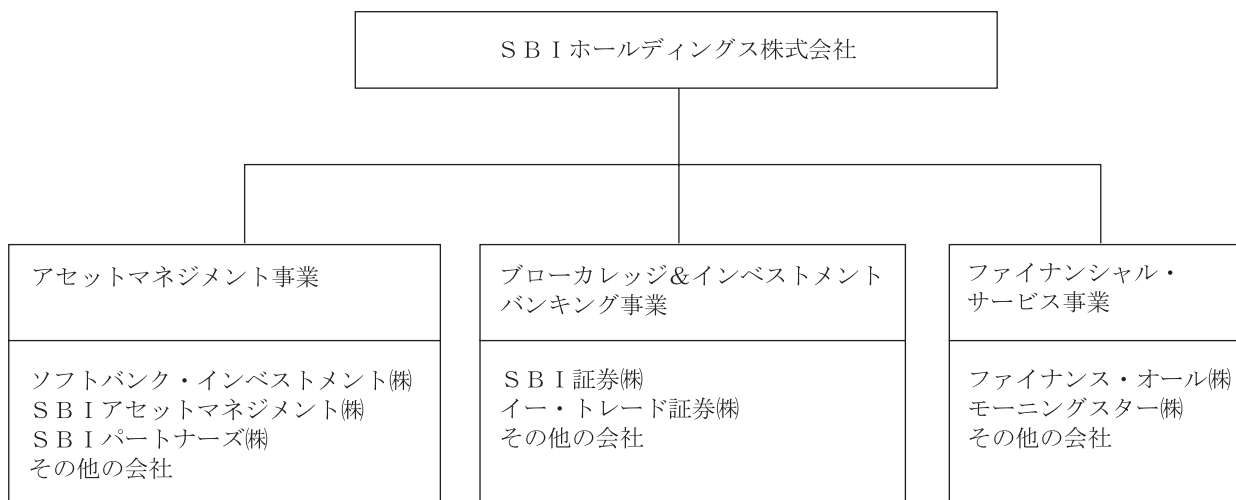 ＳＢＩホールディングス株式会社
アセットマネジメント事業
ソフトバンク・インベストメント㈱
ＳＢＩアセットマネジメント㈱
ＳＢＩパートナーズ㈱
その他の会社
ブローカレッジ&インベストメント
バンキング事業
ＳＢＩ証券㈱
イー・トレード証券㈱
その他の会社
ファイナンシャル・
サービス事業
ファイナンス・オール㈱
モーニングスター㈱
その他の会社